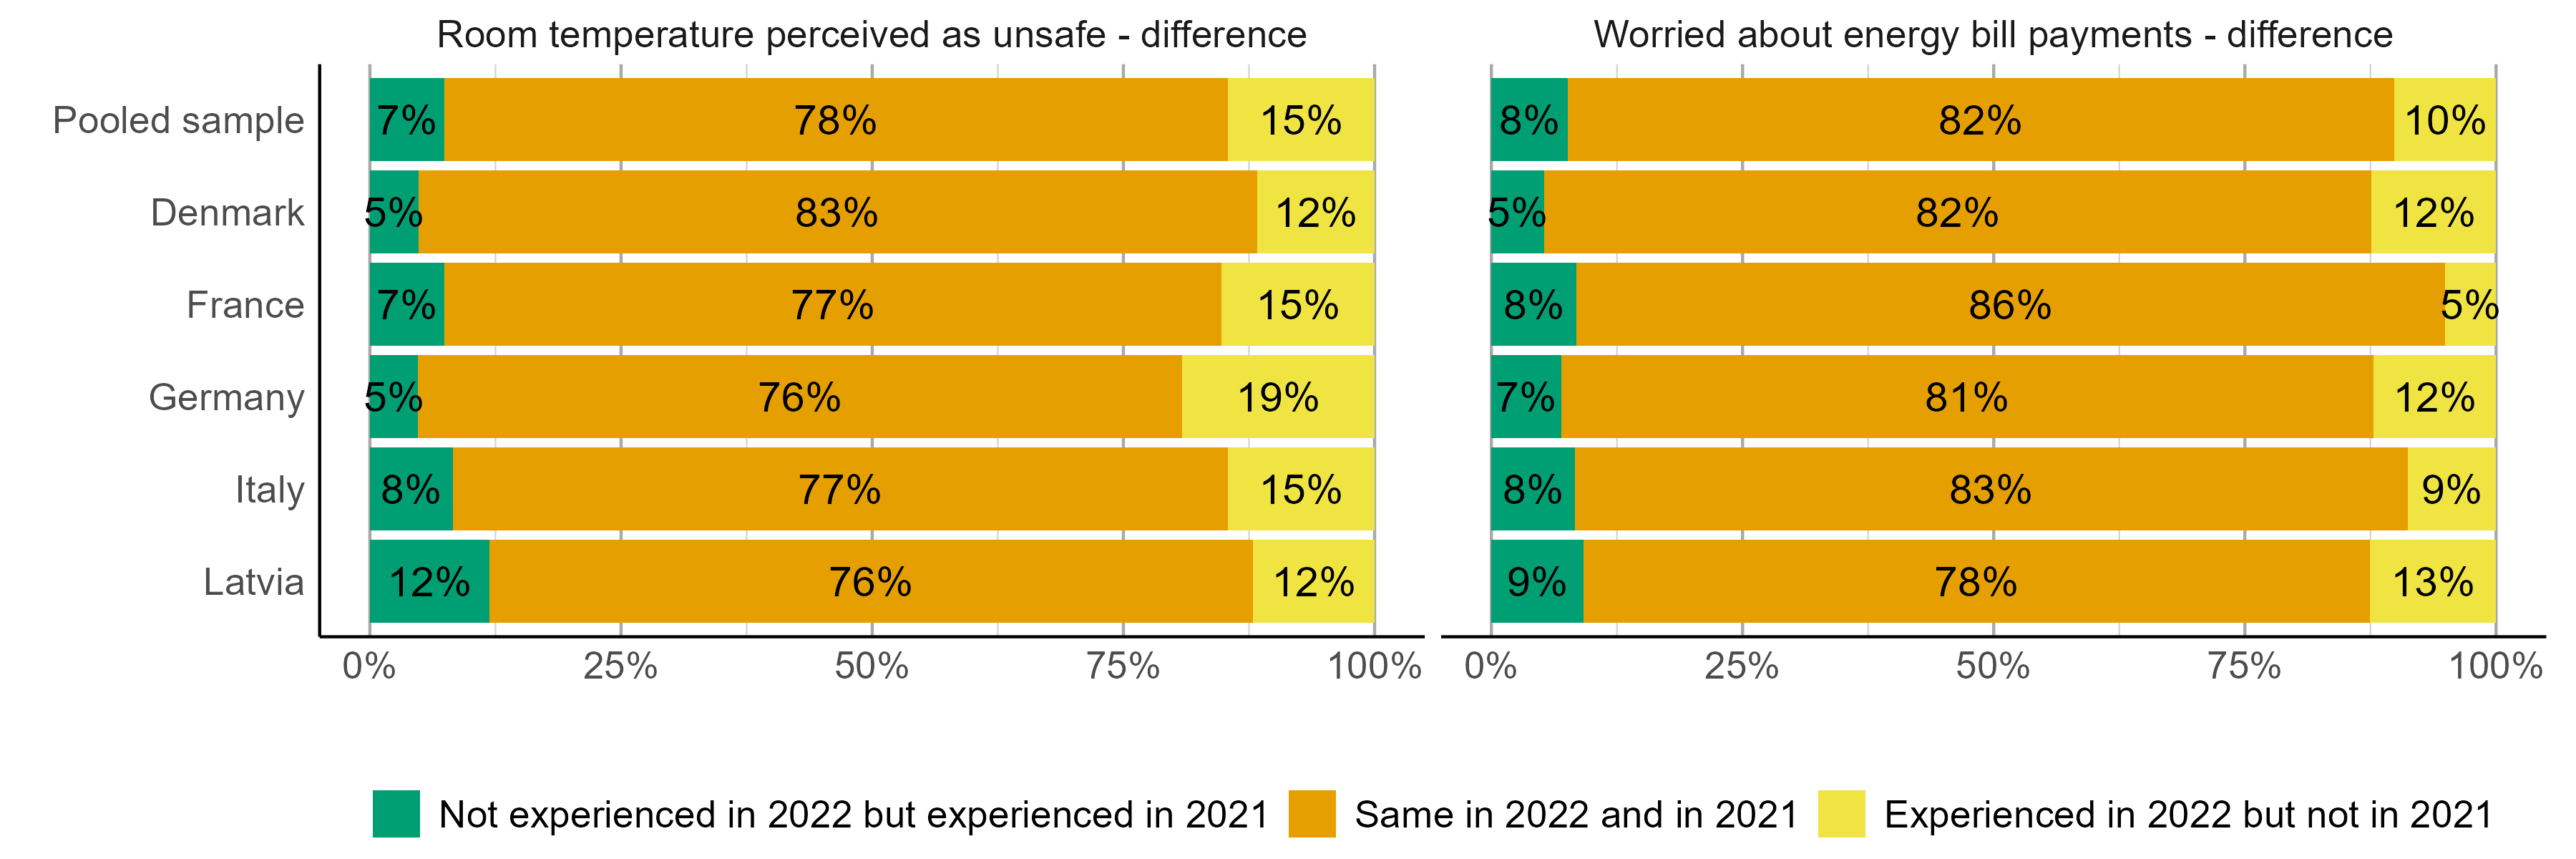 Room temperature perceived as unsafe - difference
Worried about energy bill payments - difference
Pooled sample 7% 78% 15% 8% 82% 10%
Denmark 5% 83% 12% 5% 82% 12%
France 7% 77% 15% 8% 86% 5%
Germany 5% 76% 19% 7% 81% 12%
Italy 8% 77% 15% 8% 83% 9%
Latvia 12% 76% 12% 9% 78% 13%
0% 25% 50% 75% 100% 0% 25% 50% 75% 100%
Not experienced in 2022 but experienced in 2021 Same in 2022 and in 2021 Experienced in 2022 but not in 2021